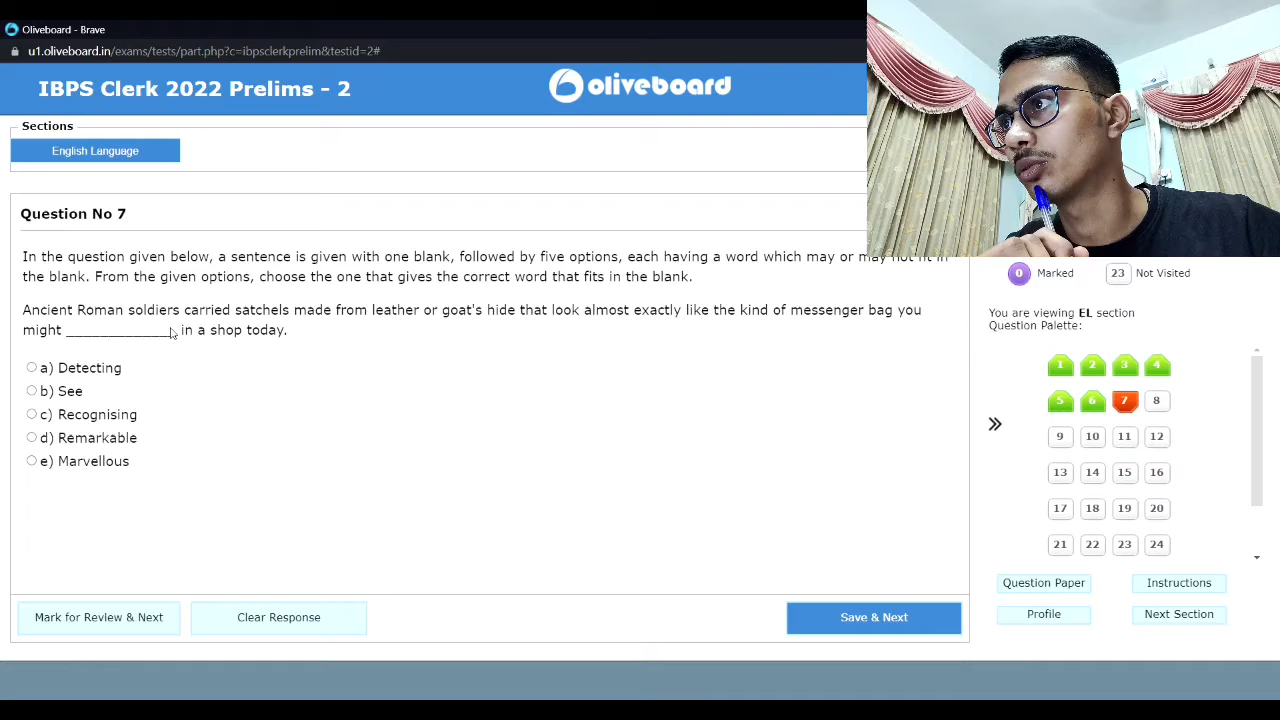 Oliveboard - Brave
u1.oliveboard.in/exams/tests/part.php?c=ibpsclerkprelim&testid=2#
IBPS Clerk 2022 Prelims - 2
oliveboard
Sections
English Language
Question No 7
In the question given below, a sentence is given with one blank, followed by five options, each having a word which may or may not fit in
the blank. From the given options, choose the one that gives the correct word that fits in the blank.
Ancient Roman soldiers carried satchels made from leather or goat's hide that look almost exactly like the kind of messenger bag you
might _____________ in a shop today.
a) Detecting
b) See
c) Recognising
d) Remarkable
e) Marvellous
Mark for Review & Next
Clear Response
Save & Next
0 Marked 23 Not Visited
You are viewing EL section
Question Palette:
1 2 3 4
5 6 7 8
9 10 11 12
13 14 15 16
17 18 19 20
21 22 23 24
Question Paper Instructions
Profile Next Section